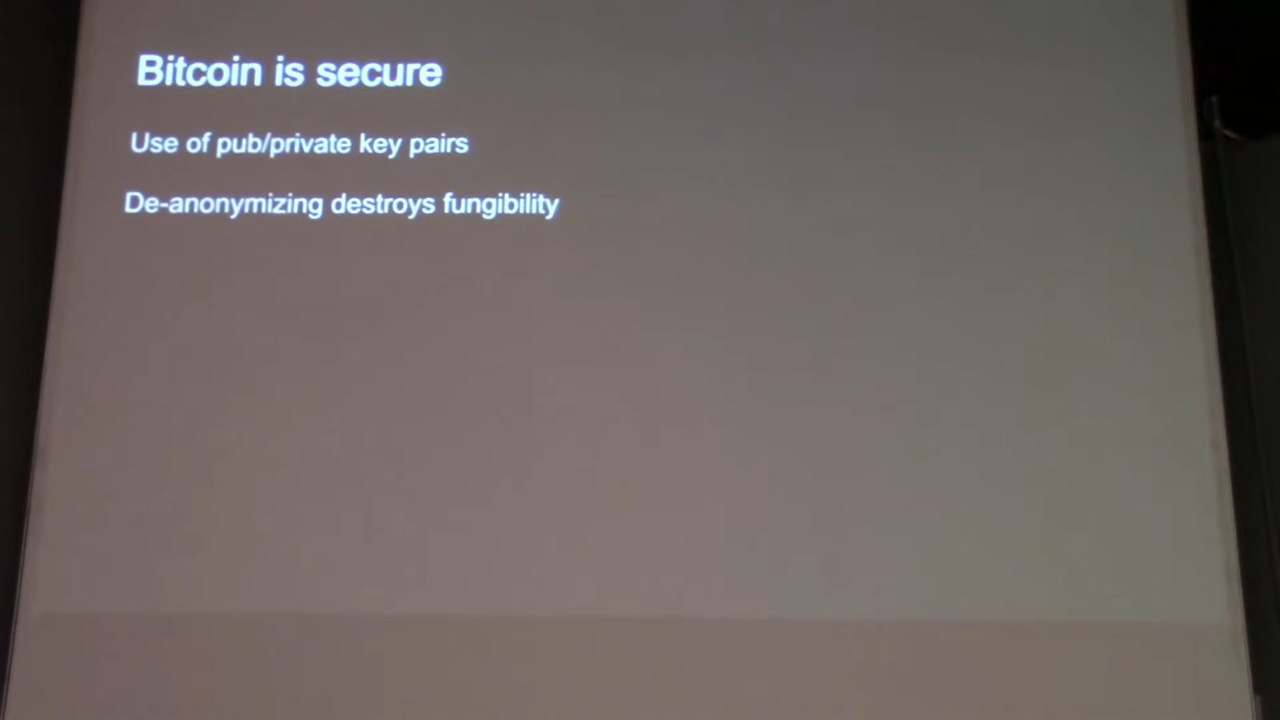 Bitcoin is secure
Use of pub/private key pairs
De-anonymizing destroys fungibility